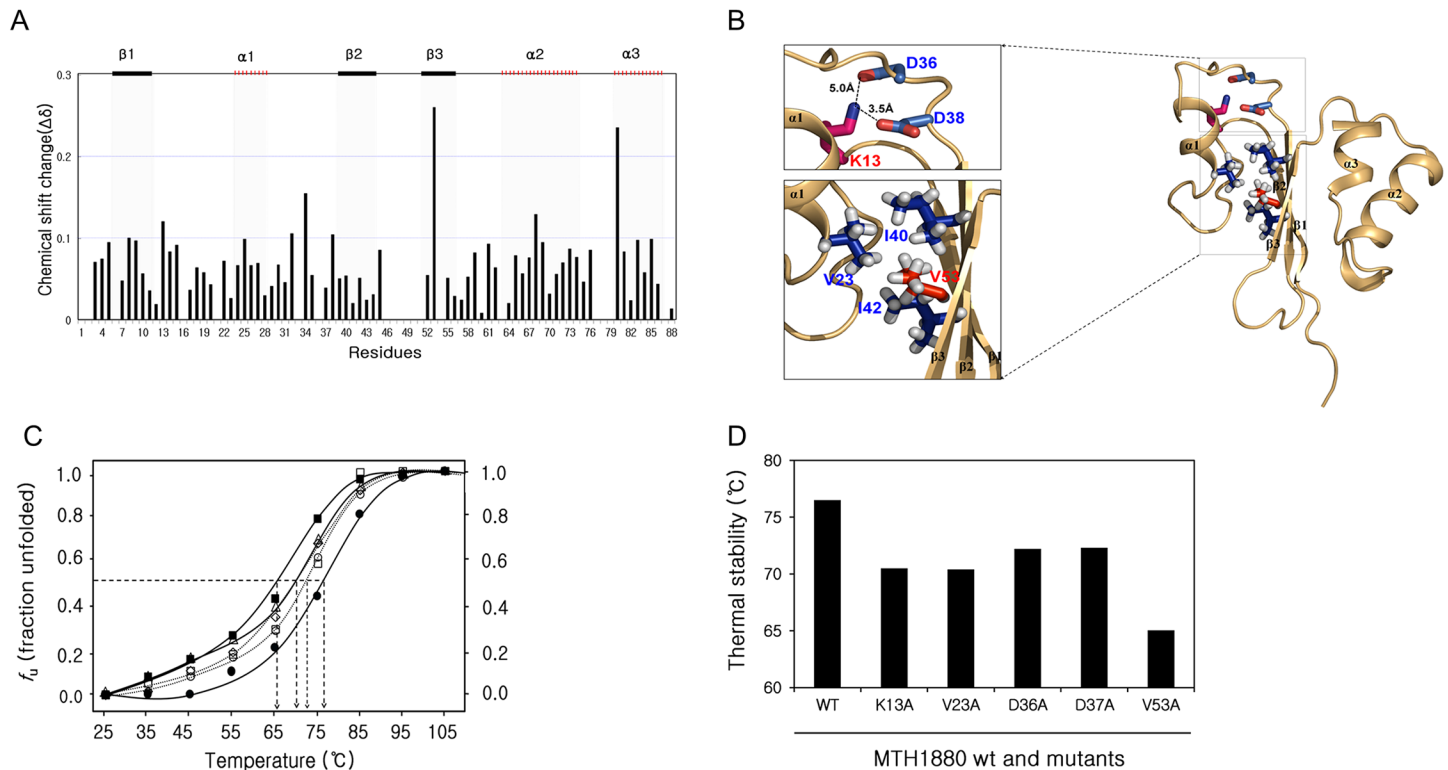 A
β1 α1 β2 β3 α2 α3
0.3
0.2
0.1
0
Chemical shift change(Δδ)
1 4 7 10 13 16 19 22 25 28 31 34 37 40 43 46 49 52 55 58 61 64 67 70 73 76 79 82 85 88
Residues
B
D36
5.0Å
3.5Å
D38
α1
K13
α1
I40
V23
V53
I42
β3
β2
β1
α1
β2
β3
β1
α3
α2
C
1.0 1.0
0.8 0.8
0.6 0.6
0.4 0.4
0.2 0.2
0.0 0.0
fu (fraction unfolded)
25 35 45 55 65 75 85 95 105
Temperature (℃)
D
80
75
70
65
60
Thermal stability (℃)
WT K13A V23A D36A D37A V53A
MTH1880 wt and mutants